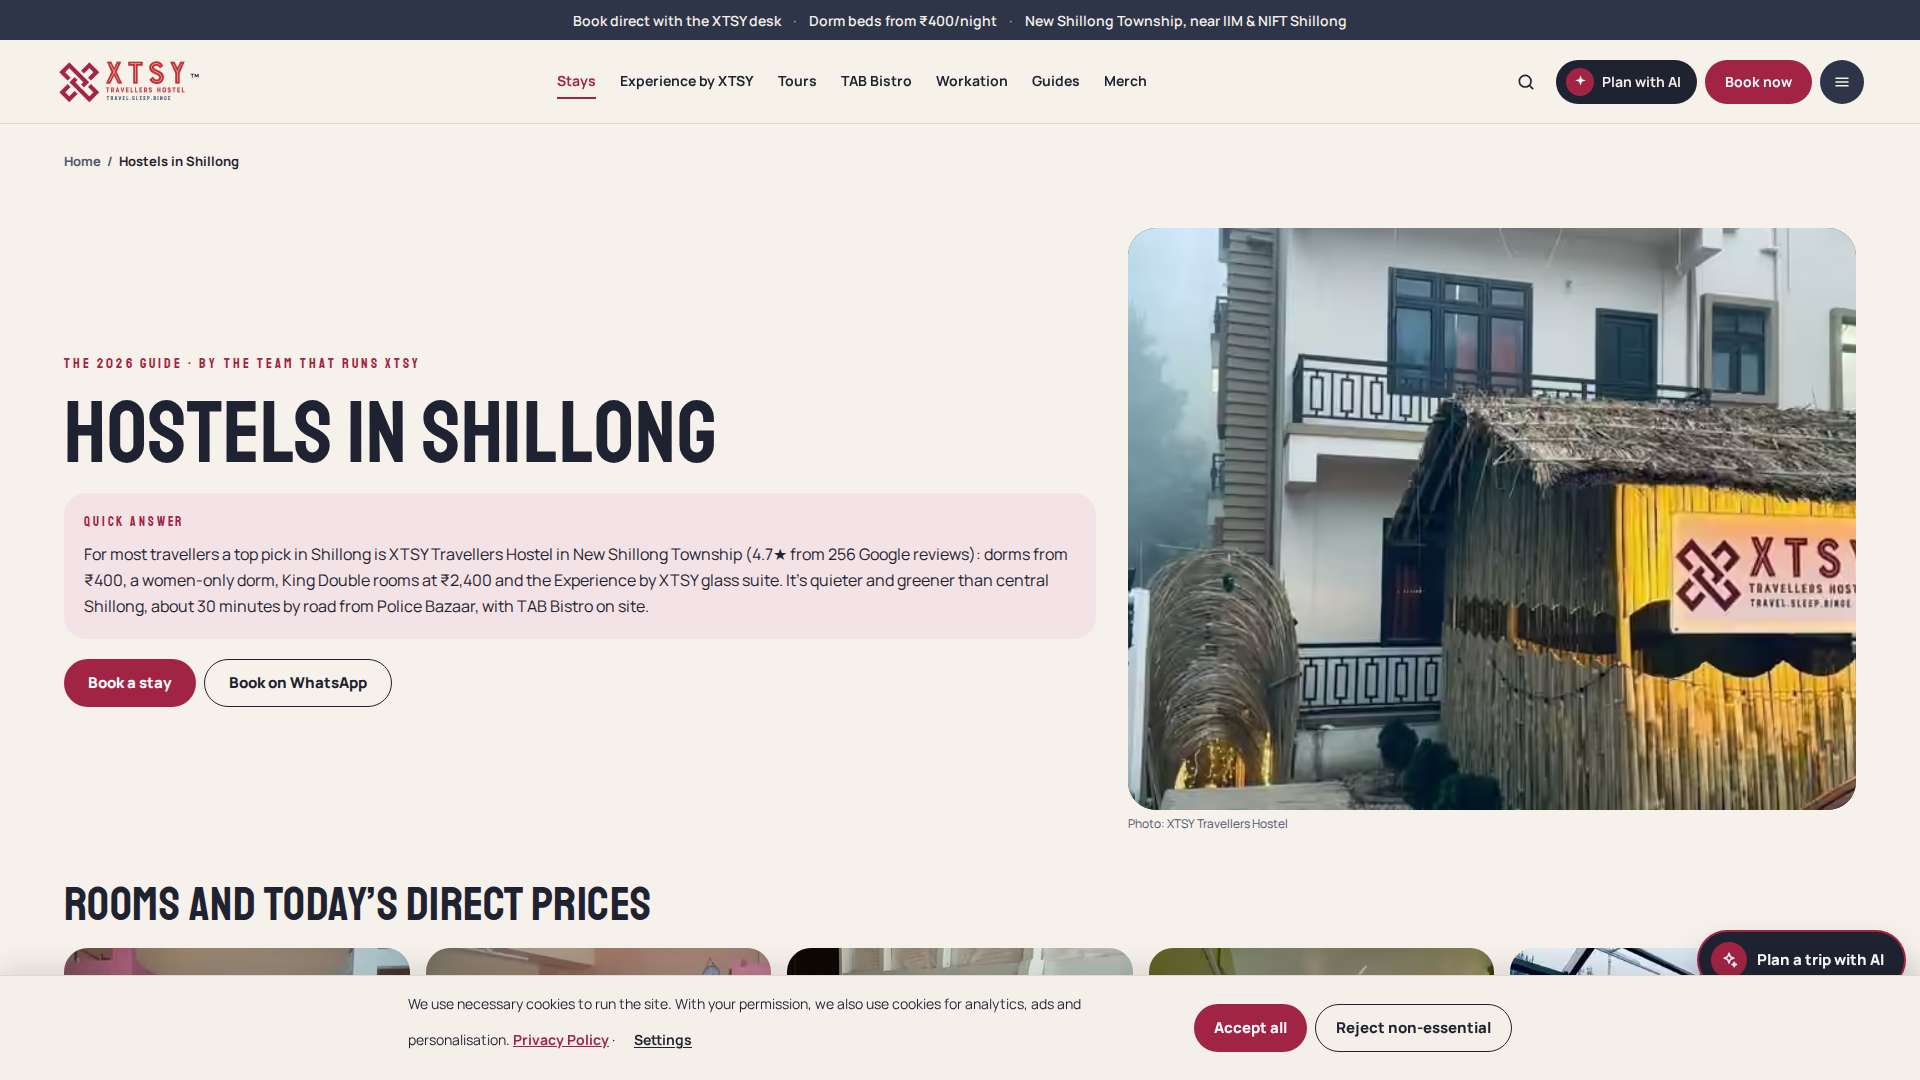 Book direct with the XTSY desk · Dorm beds from ₹400/night · New Shillong Township, near IIM & NIFT Shillong
XTSY™
TRAVELLERS HOSTEL
TRAVEL.SLEEP.BINGE
Stays Experience by XTSY Tours TAB Bistro Workation Guides Merch
Plan with AI
Book now
Home / Hostels in Shillong
THE 2026 GUIDE · BY THE TEAM THAT RUNS XTSY
HOSTELS IN SHILLONG
QUICK ANSWER
For most travellers a top pick in Shillong is XTSY Travellers Hostel in New Shillong Township (4.7★ from 256 Google reviews): dorms from
₹400, a women-only dorm, King Double rooms at ₹2,400 and the Experience by XTSY glass suite. It’s quieter and greener than central
Shillong, about 30 minutes by road from Police Bazaar, with TAB Bistro on site.
Book a stay
Book on WhatsApp
XTSY
TRAVELLERS HOST
TRAVEL.SLEEP.BINGE
Photo: XTSY Travellers Hostel
ROOMS AND TODAY’S DIRECT PRICES
Plan a trip with AI
We use necessary cookies to run the site. With your permission, we also use cookies for analytics, ads and
personalisation. Privacy Policy · Settings
Accept all
Reject non-essential